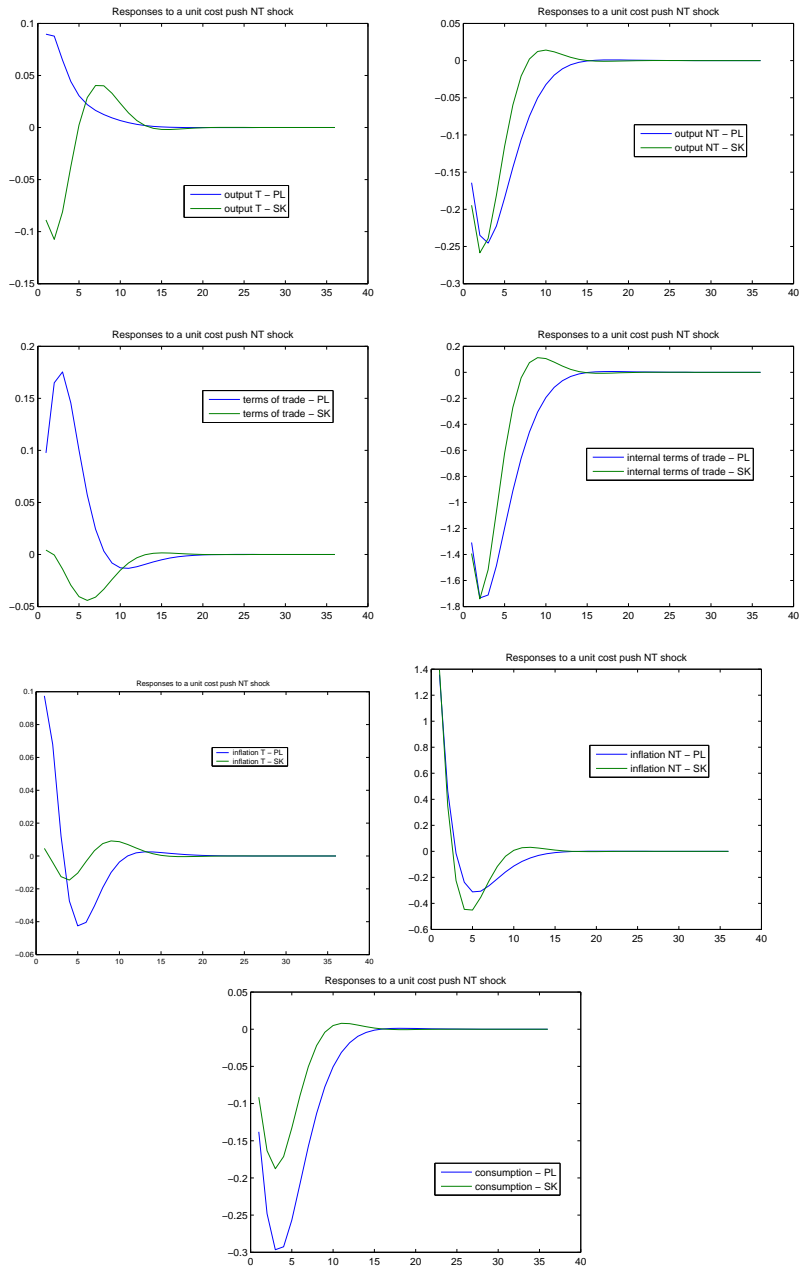 Responses to a unit cost push NT shock
0.1
0.05
0
−0.05
−0.1
−0.15
0 5 10 15 20 25 30 35 40
output T − PL
output T − SK
Responses to a unit cost push NT shock
0.05
0
−0.05
−0.1
−0.15
−0.2
−0.25
−0.3
0 5 10 15 20 25 30 35 40
output NT − PL
output NT − SK
Responses to a unit cost push NT shock
0.2
0.15
0.1
0.05
0
−0.05
0 5 10 15 20 25 30 35 40
terms of trade − PL
terms of trade − SK
Responses to a unit cost push NT shock
0.2
0
−0.2
−0.4
−0.6
−0.8
−1
−1.2
−1.4
−1.6
−1.8
0 5 10 15 20 25 30 35 40
internal terms of trade − PL
internal terms of trade − SK
Responses to a unit cost push NT shock
0.1
0.08
0.06
0.04
0.02
0
−0.02
−0.04
−0.06
0 5 10 15 20 25 30 35 40
inflation T − PL
inflation T − SK
Responses to a unit cost push NT shock
1.4
1.2
1
0.8
0.6
0.4
0.2
0
−0.2
−0.4
−0.6
0 5 10 15 20 25 30 35 40
inflation NT − PL
inflation NT − SK
Responses to a unit cost push NT shock
0.05
0
−0.05
−0.1
−0.15
−0.2
−0.25
−0.3
0 5 10 15 20 25 30 35 40
consumption − PL
consumption − SK